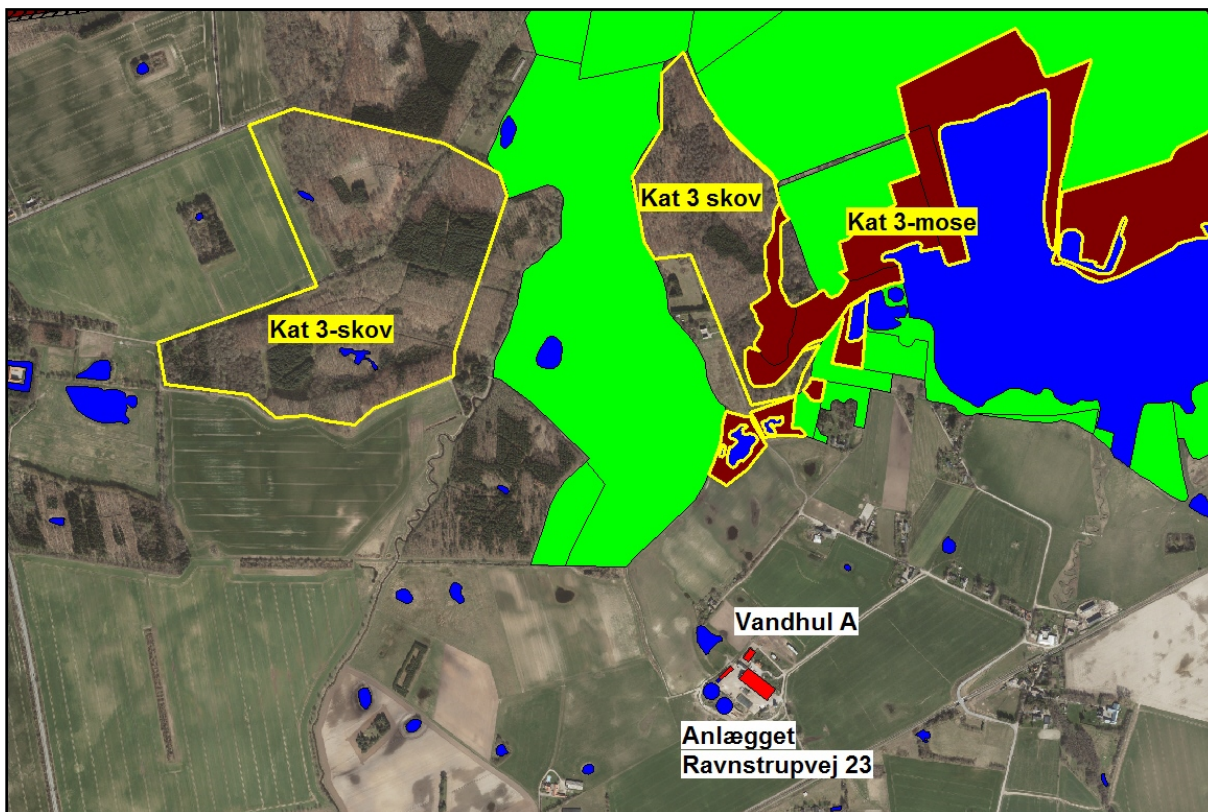 Kat 3 skov
Kat 3-mose
Kat 3-skov
Vandhul A
Anlægget
Ravnstrupvej 23